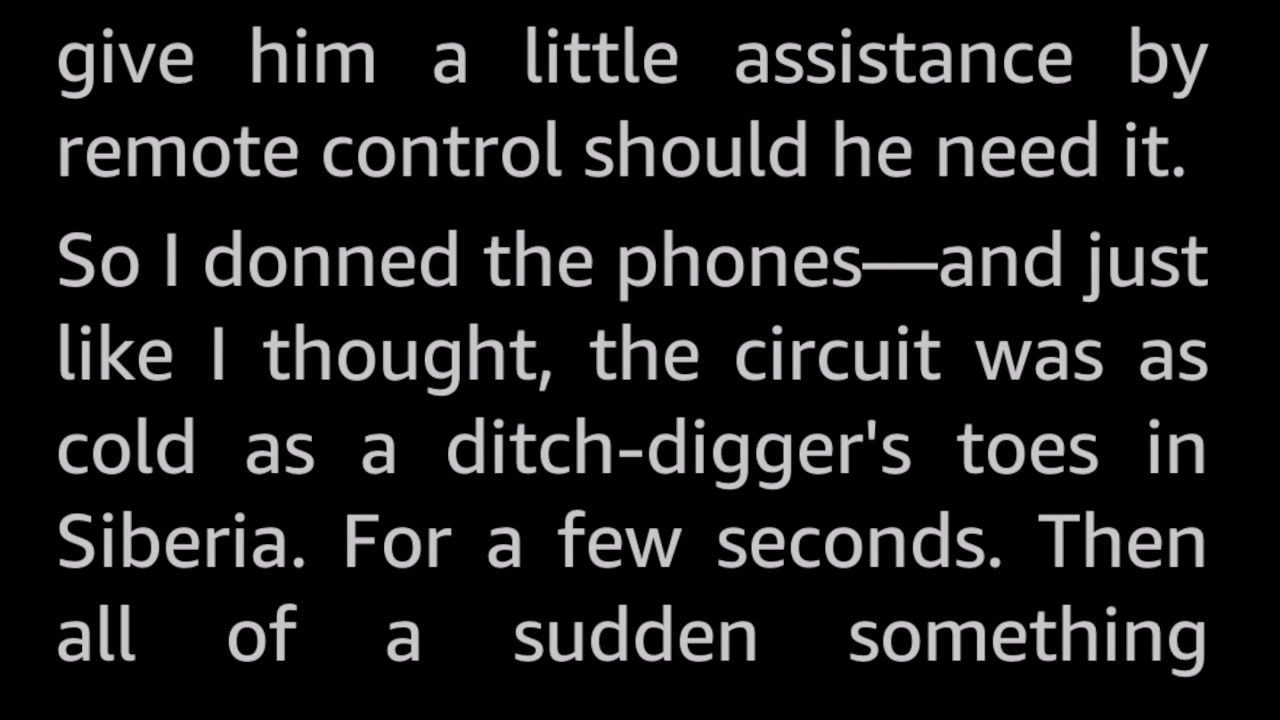 give him a little assistance by
remote control should he need it.
So I donned the phones—and just
like I thought, the circuit was as
cold as a ditch-digger's toes in
Siberia. For a few seconds. Then
all of a sudden something